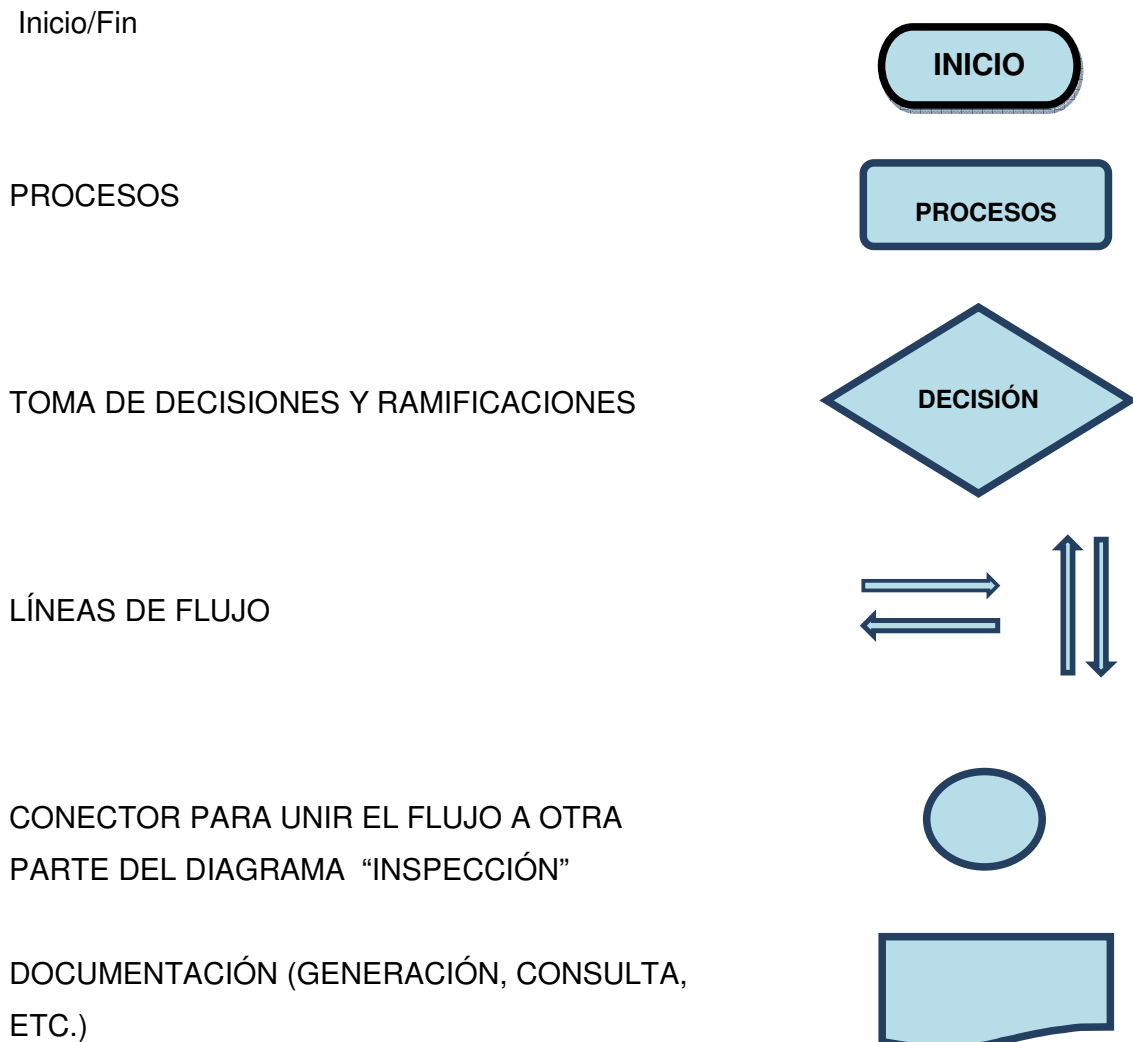 Inicio/Fin
INICIO
PROCESOS
PROCESOS
TOMA DE DECISIONES Y RAMIFICACIONES
DECISIÓN
LÍNEAS DE FLUJO
CONECTOR PARA UNIR EL FLUJO A OTRA
PARTE DEL DIAGRAMA “INSPECCIÓN”
DOCUMENTACIÓN (GENERACIÓN, CONSULTA,
ETC.)